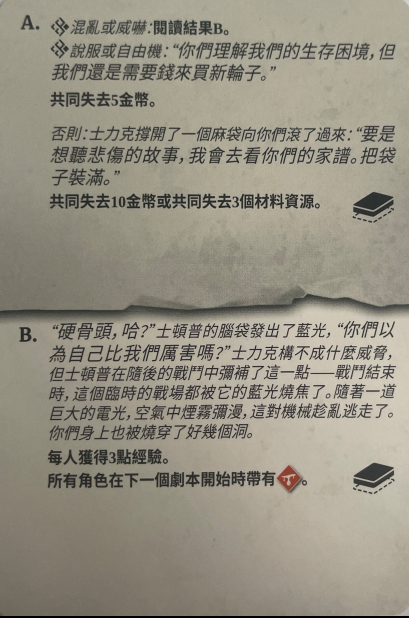 A. 混亂或威嚇:閱讀結果B。
說服或自由機:“你們理解我們的生存困境,但
我們還是需要錢來買新輪子。”
共同失去5金幣。
否則:士力克撐開了一個麻袋向你們滾了過來:“要是
想聽悲傷的故事,我會去看你們的家譜。把袋
子裝滿。”
共同失去10金幣或共同失去3個材料資源。
B. “硬骨頭,哈?”士頓普的腦袋發出了藍光,“你們以
為自己比我們厲害嗎?”士力克構不成什麼威脅,
但士頓普在隨後的戰鬥中彌補了這一點——戰鬥結束
時,這個臨時的戰場都被它的藍光燒焦了。隨著一道
巨大的電光,空氣中煙霧彌漫,這對機械趁亂逃走了。
你們身上也被燒穿了好幾個洞。
每人獲得3點經驗。
所有角色在下一個劇本開始時帶有。